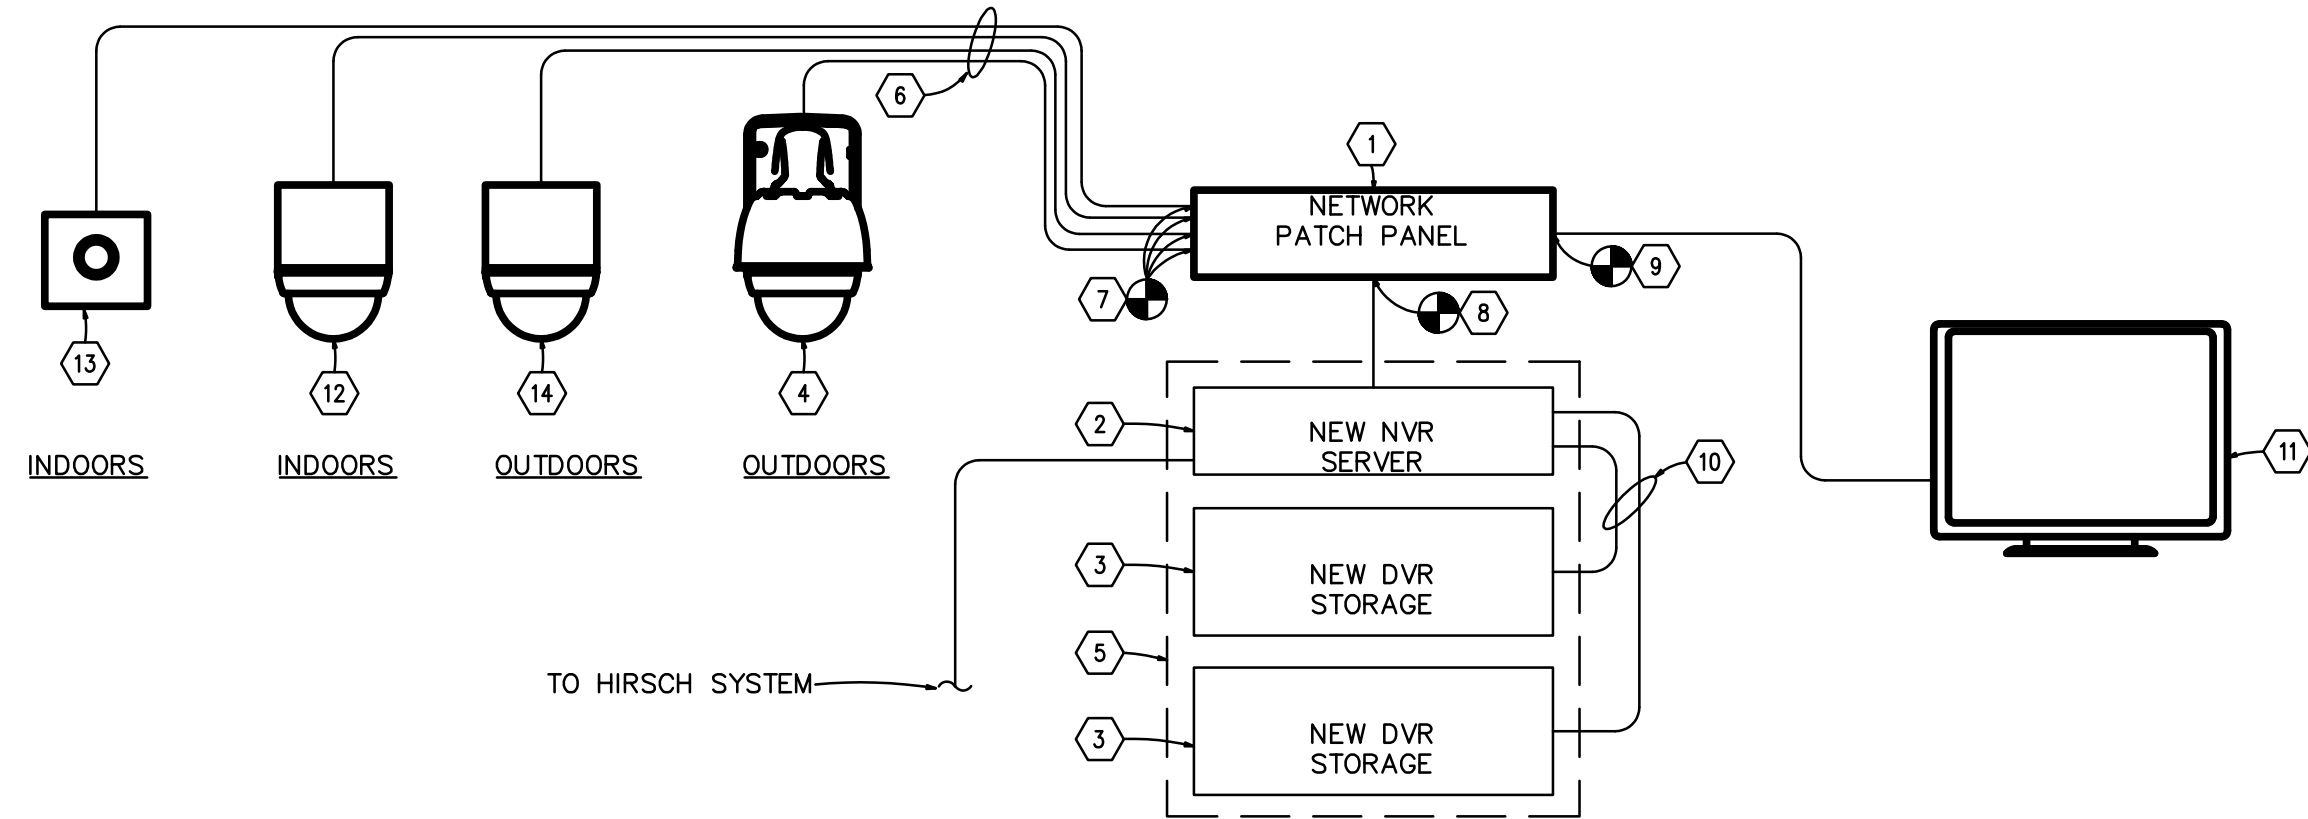 6
1
NETWORK
PATCH PANEL
7
8
9
13
12
14
4
2
NEW NVR
SERVER
10
11
INDOORS
INDOORS
OUTDOORS
OUTDOORS
3
NEW DVR
STORAGE
5
TO HIRSCH SYSTEM
3
NEW DVR
STORAGE